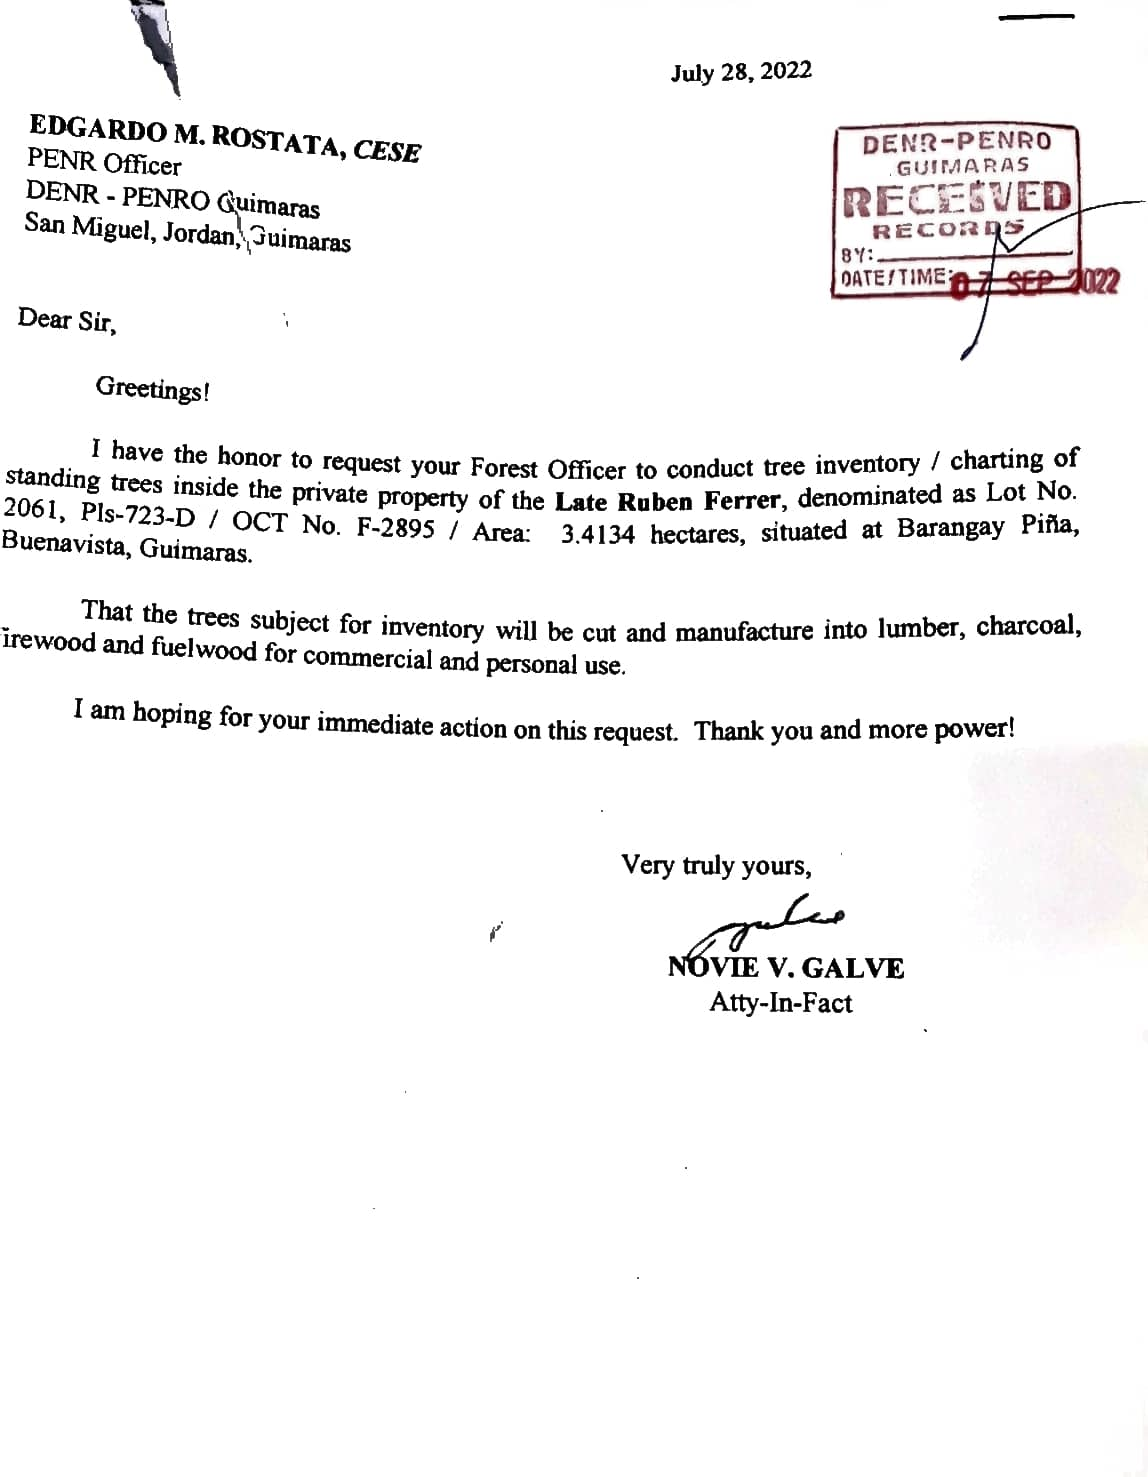 July 28, 2022
EDGARDO M. ROSTATA, CESE
PENR Officer
DENR - PENRO Guimaras
San Miguel, Jordan, Guimaras
DENR-PENRO
GUIMARAS
RECEIVED
RECORDS
BY:
DATE/TIME: 07 SEP 2022
Dear Sir,
Greetings!
I have the honor to request your Forest Officer to conduct tree inventory / charting of
standing trees inside the private property of the Late Ruben Ferrer, denominated as Lot No.
2061, Pls-723-D / OCT No. F-2895 / Area: 3.4134 hectares, situated at Barangay Piña,
Buenavista, Guimaras.
That the trees subject for inventory will be cut and manufacture into lumber, charcoal,
irewood and fuelwood for commercial and personal use.
I am hoping for your immediate action on this request. Thank you and more power!
Very truly yours,
NOVIE V. GALVE
Atty-In-Fact